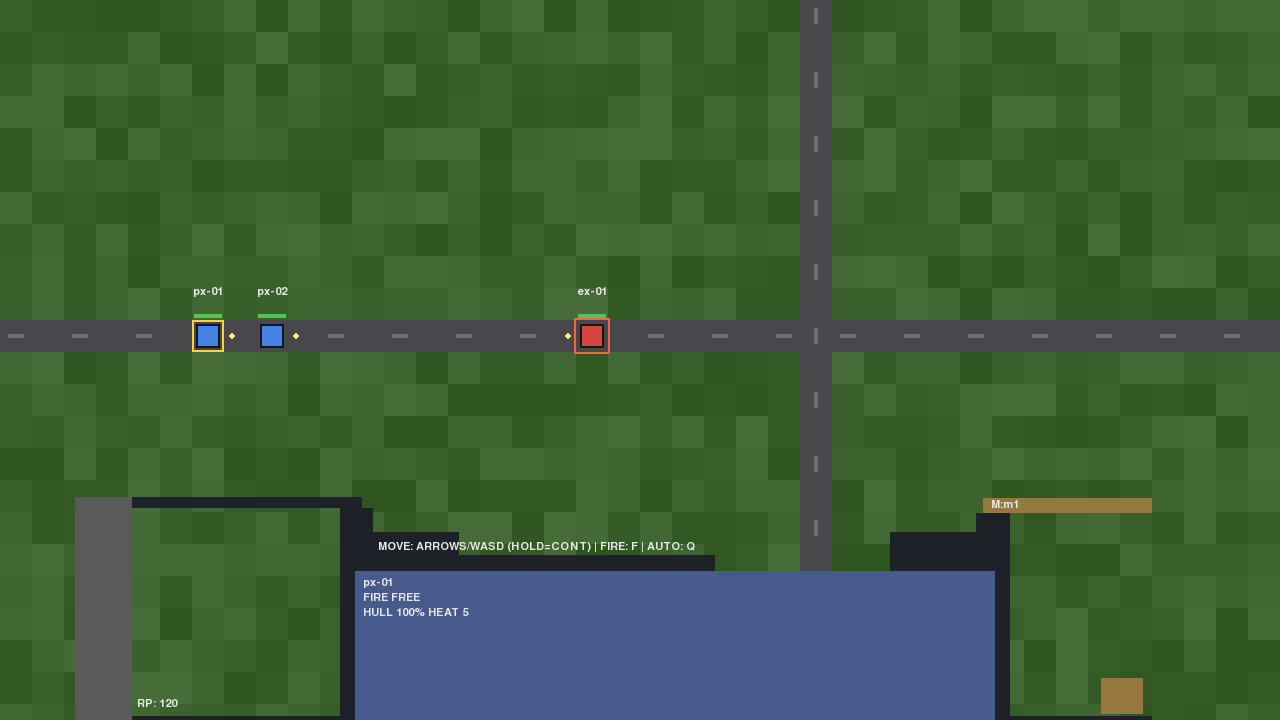 px-01
px-02
ex-01
M:m1
MOVE: ARROWS/WASD (HOLD=CONT) | FIRE: F | AUTO: Q
px-01
FIRE FREE
HULL 100% HEAT 5
RP: 120